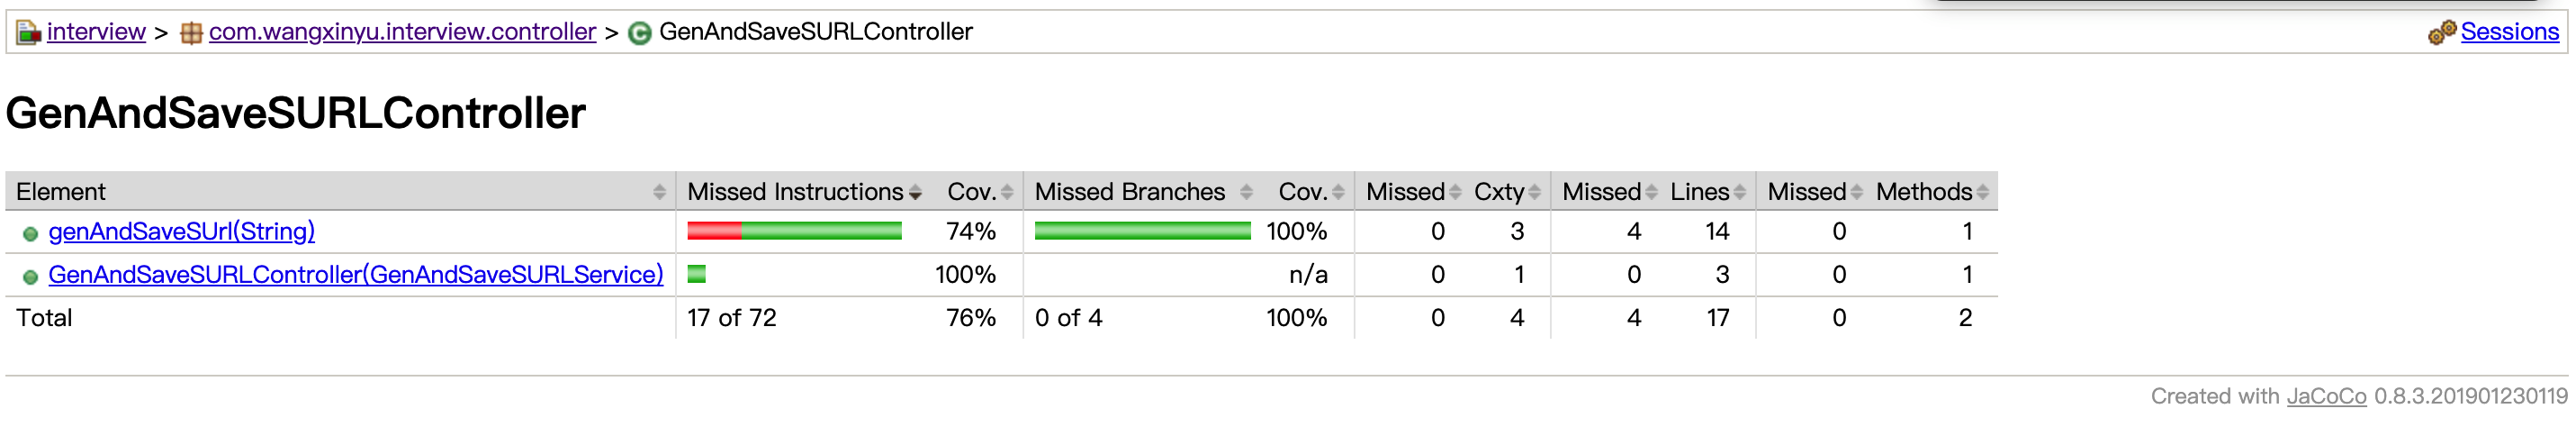 interview > com.wangxinyu.interview.controller > GenAndSaveSURLController Sessions
GenAndSaveSURLController
Element Missed Instructions Cov. Missed Branches Cov. Missed Cxty Missed Lines Missed Methods
genAndSaveSUrl(String) 74% 100% 0 3 4 14 0 1
GenAndSaveSURLController(GenAndSaveSURLService) 100% n/a 0 1 0 3 0 1
Total 17 of 72 76% 0 of 4 100% 0 4 4 17 0 2
Created with JaCoCo 0.8.3.201901230119